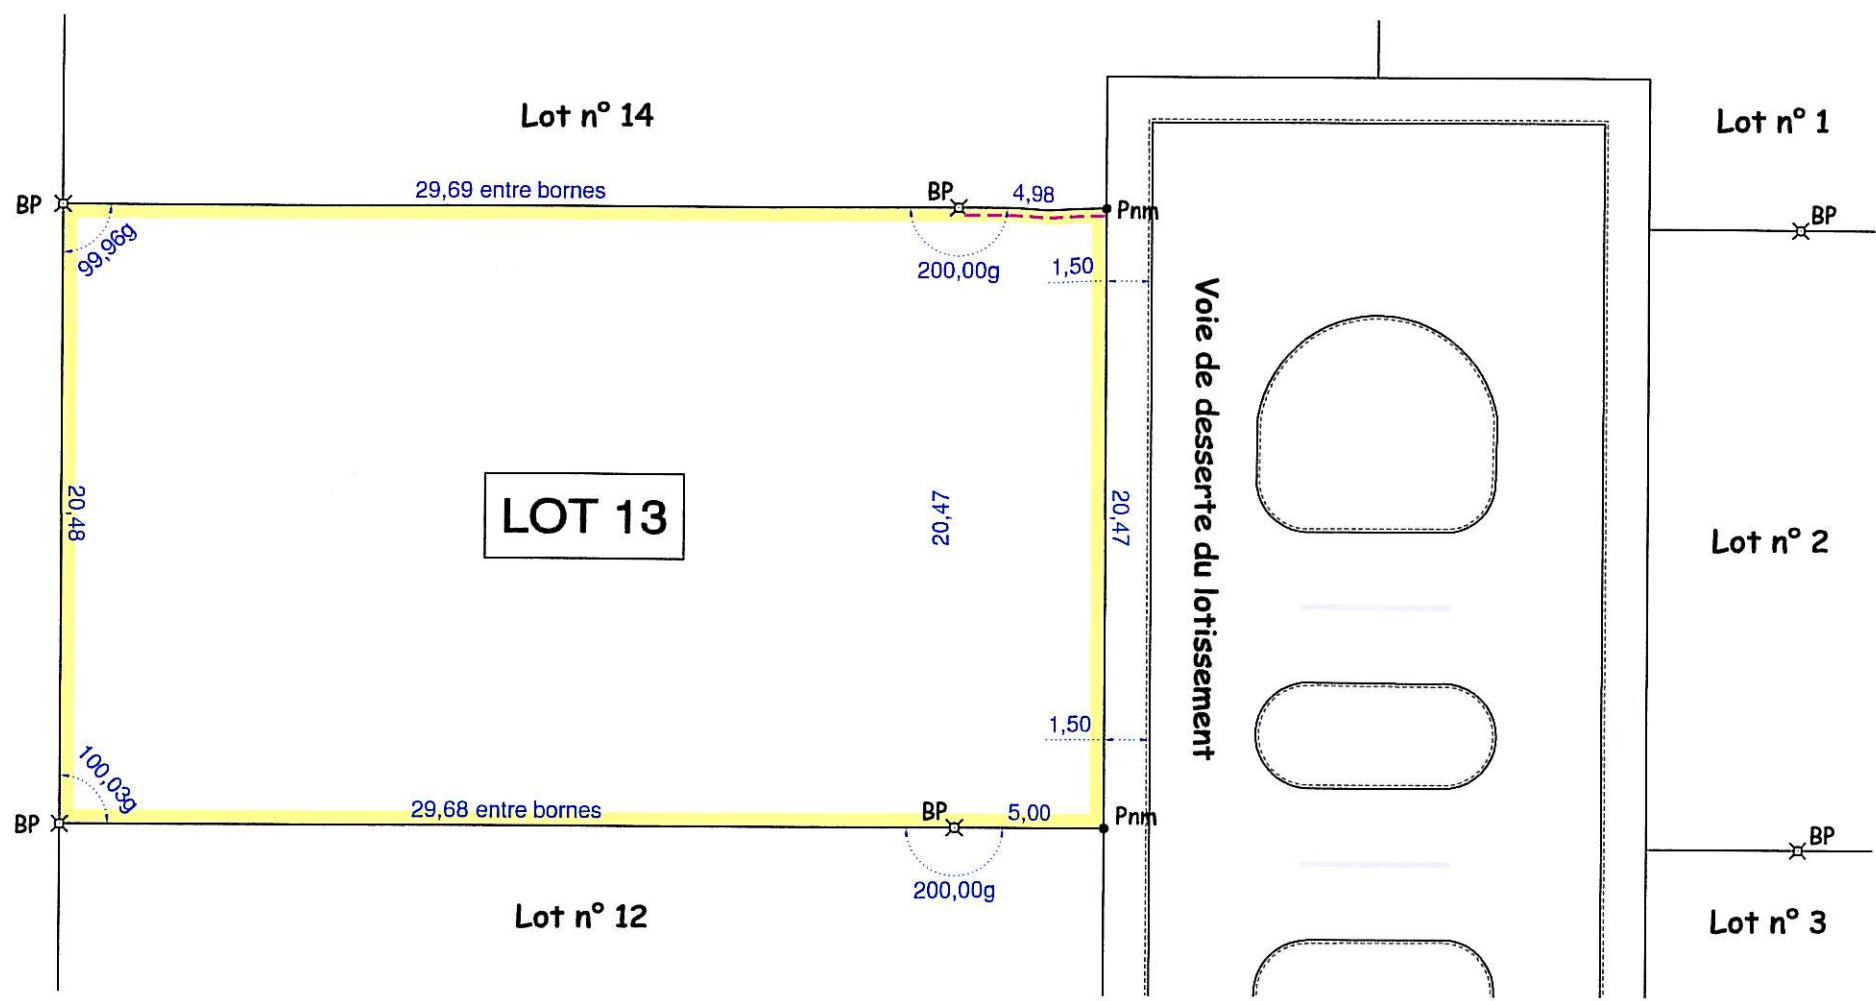 Lot n° 14
Lot n° 1
BP
29,69 entre bornes
BP
4,98
Pnm
BP
99,96g
200,00g
1,50
Voie de desserte du lotissement
20,48
LOT 13
20,47
20,47
Lot n° 2
1,50
100,03g
BP
29,68 entre bornes
BP
5,00
Pnm
BP
200,00g
Lot n° 12
Lot n° 3